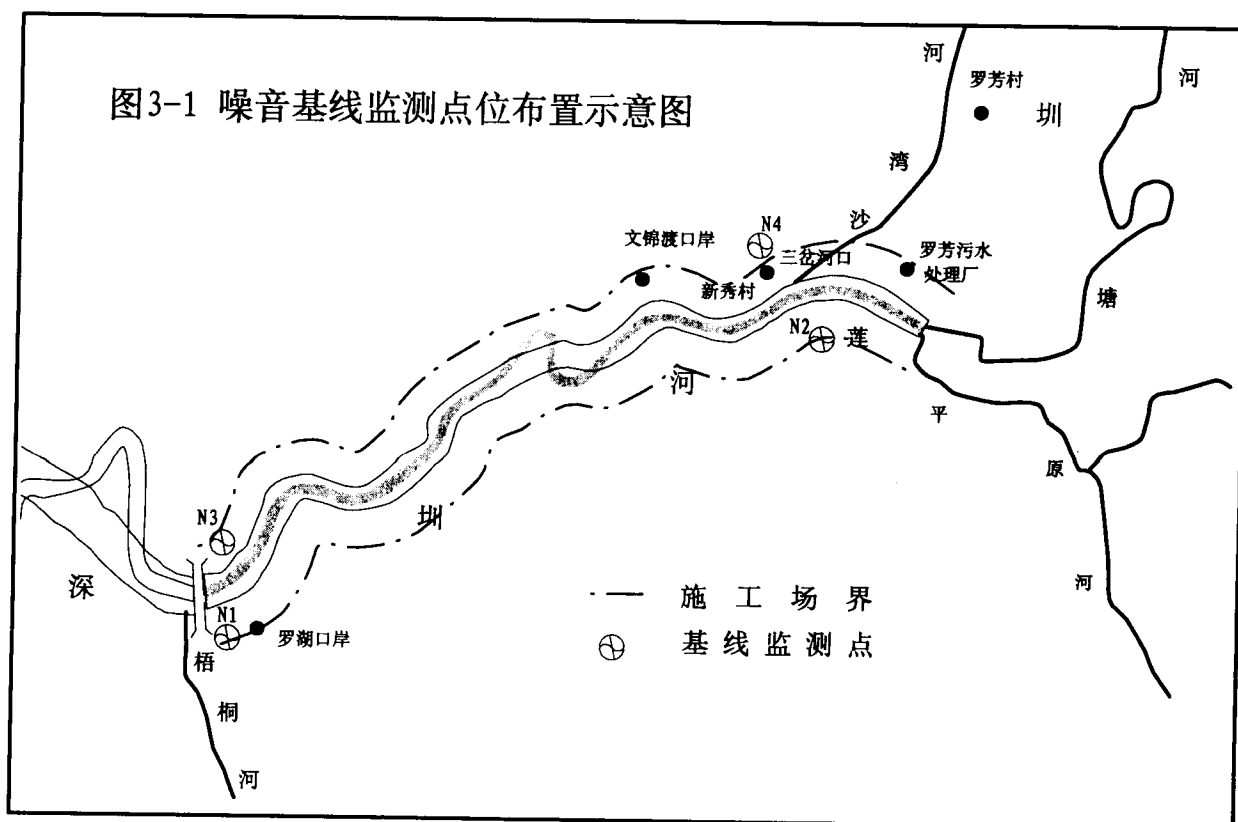 图3-1 噪音基线监测点位布置示意图
河
罗芳村
圳
河
湾
沙
N4
文锦渡口岸
三岔河口
罗芳污水
处理厂
新秀村
塘
N2
莲
河
平
原
河
N3
圳
深
N1
罗湖口岸
梧
桐
河
施工场界
基线监测点